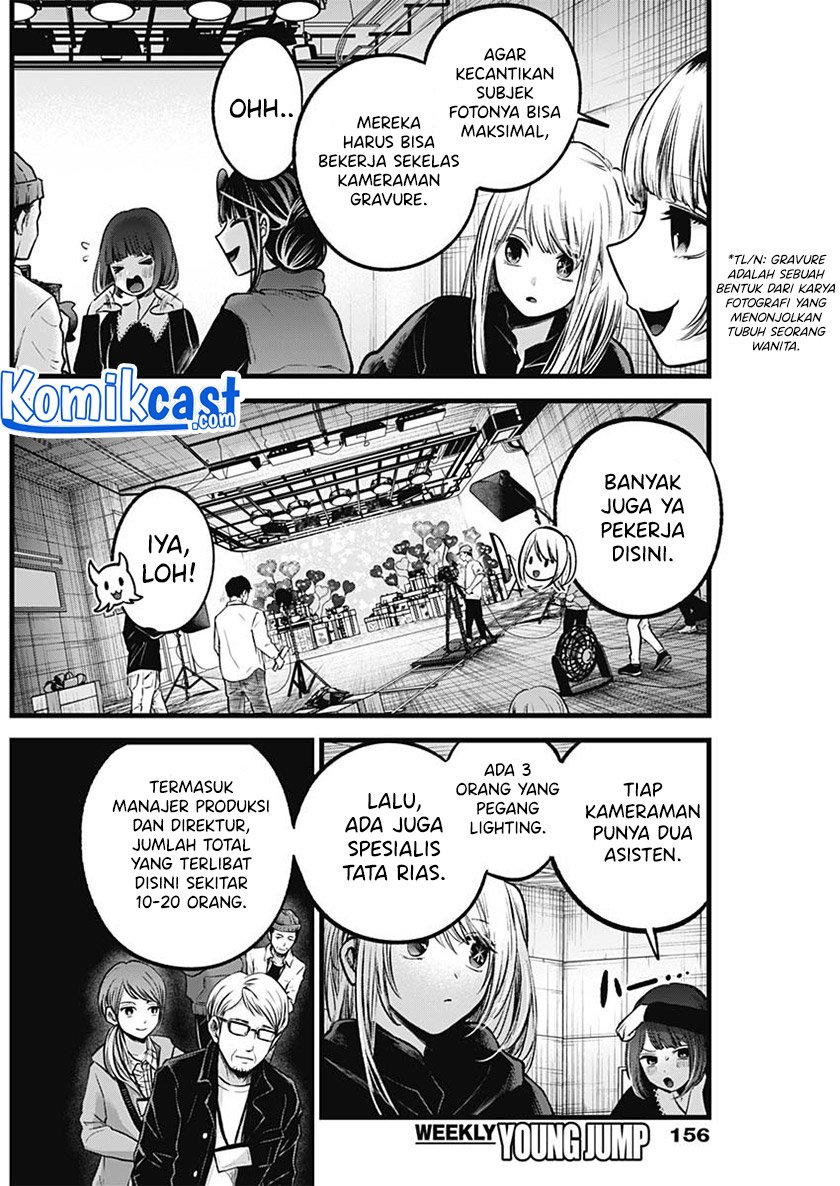 AGAR
KECANTIKAN
SUBJEK
FOTONYA BISA
MAKSIMAL,
MEREKA
HARUS BISA
BEKERJA SEKELAS
KAMERAMAN
GRAVURE.
OHH..
*TL/N: GRAVURE
ADALAH SEBUAH
BENTUK DARI KARYA
FOTOGRAFI YANG
MENONJOLKAN
TUBUH SEORANG
WANITA.
Komikcast
.com
BANYAK
JUGA YA
PEKERJA
DISINI.
IYA,
LOH!
TIAP
KAMERAMAN
PUNYA DUA
ASISTEN.
ADA 3
ORANG YANG
PEGANG
LIGHTING.
LALU,
ADA JUGA
SPESIALIS
TATA RIAS.
TERMASUK
MANAJER PRODUKSI
DAN DIREKTUR,
JUMLAH TOTAL
YANG TERLIBAT
DISINI SEKITAR
10-20 ORANG.
WEEKLY YOUNG JUMP 156